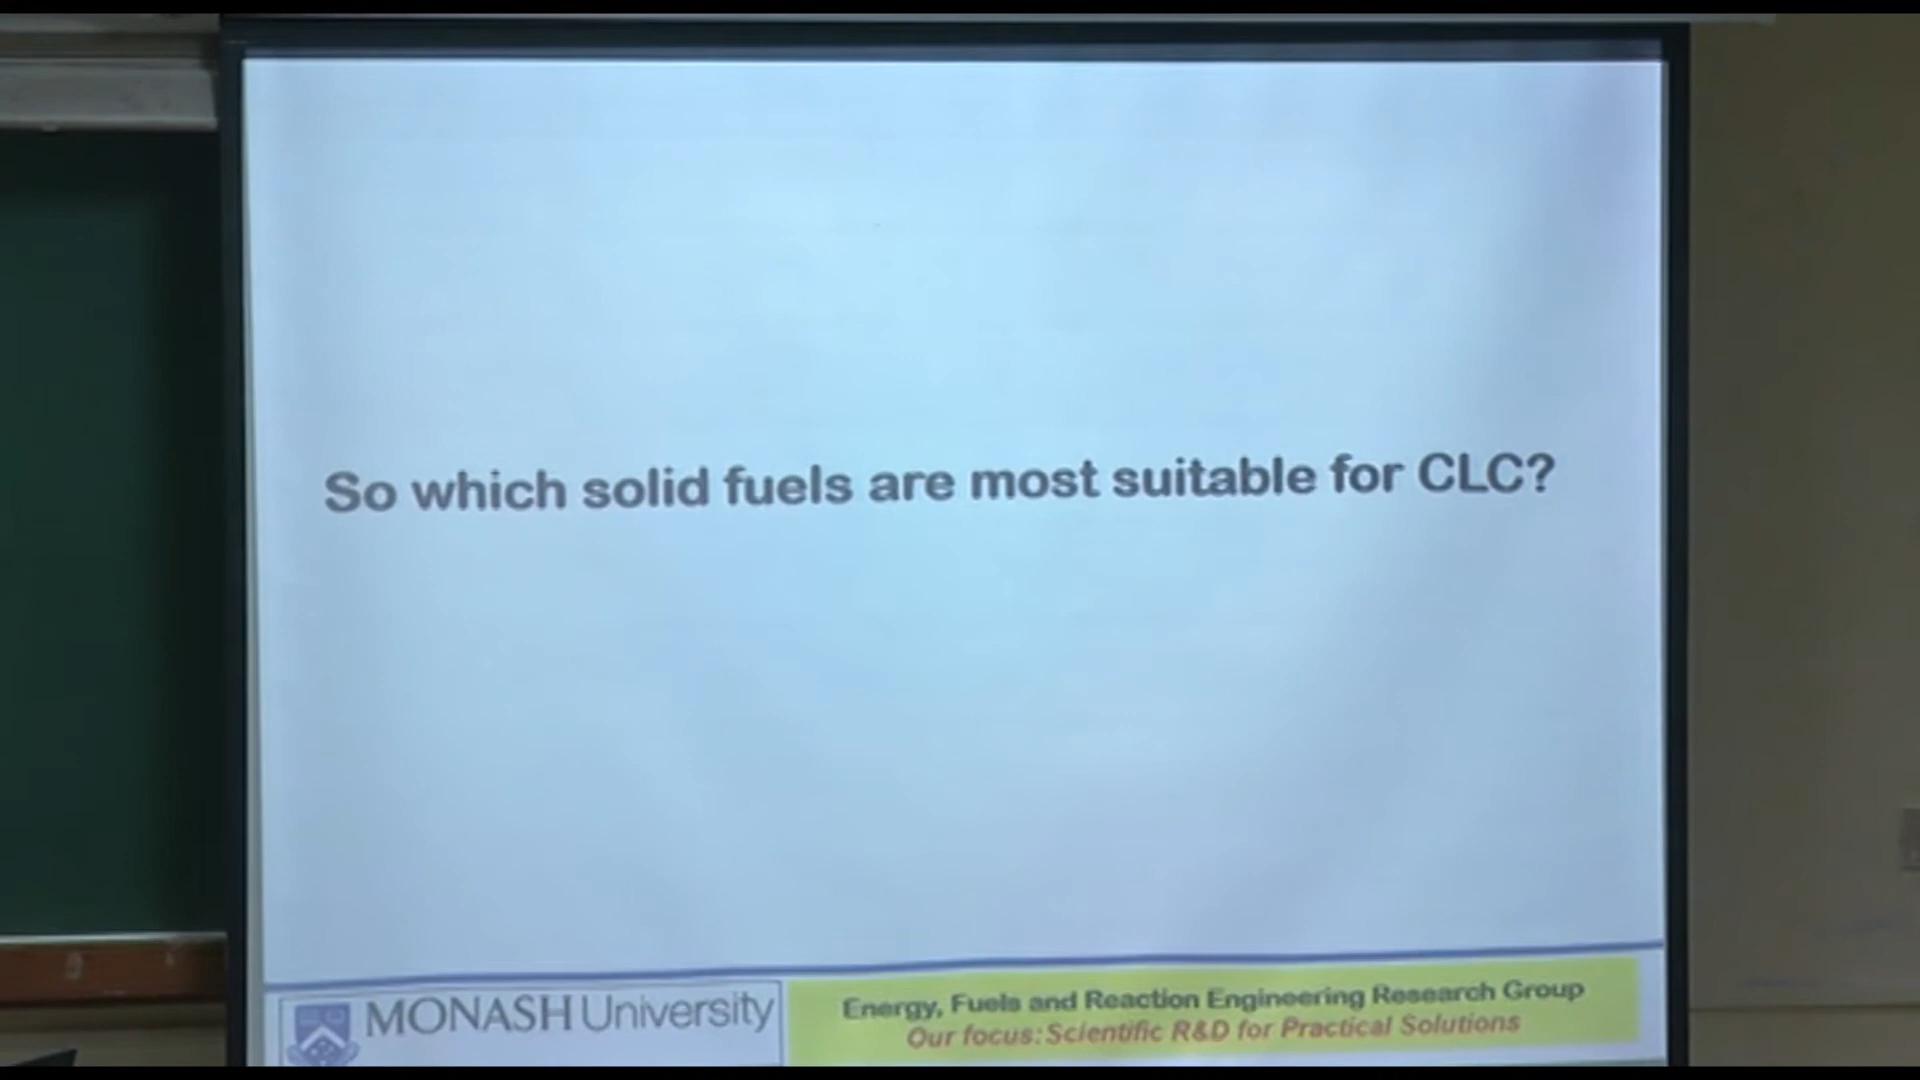 So which solid fuels are most suitable for CLC?
MONASH University
Energy, Fuels and Reaction Engineering Research Group
Our focus: Scientific R&D for Practical Solutions